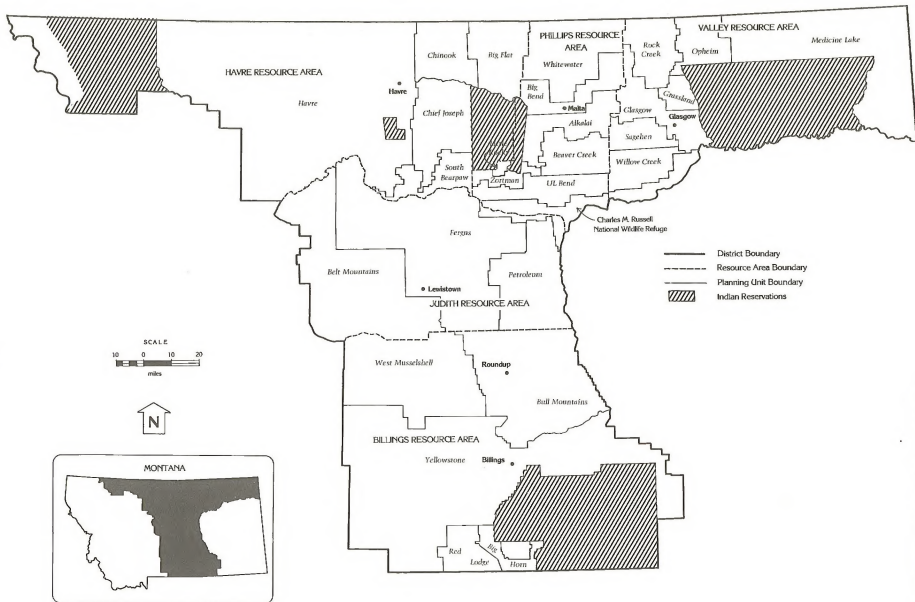 VALLEY RESOURCE AREA
PHILLIPS RESOURCE
AREA
HAVRE RESOURCE AREA
Chinook
Big Flat
Whitewater
Rock
Creek
Opheim
Medicine Lake
Havre
Havre
Chief Joseph
Big
Bend
Malta
Alkalai
Glasgow
Grassland
Glasgow
Sagehen
Beaver Creek
Willow Creek
South
Bearpaw
Zortman
UL Bend
Charles M. Russell
National Wildlife Refuge
Fergus
Belt Mountains
Petroleum
Lewistown
JUDITH RESOURCE AREA
District Boundary
Resource Area Boundary
Planning Unit Boundary
Indian Reservations
SCALE
10 0 10 20
miles
N
West Musselshell
Roundup
Bull Mountains
BILLINGS RESOURCE AREA
Yellowstone
Billings
Red
Lodge
Big
Horn
MONTANA